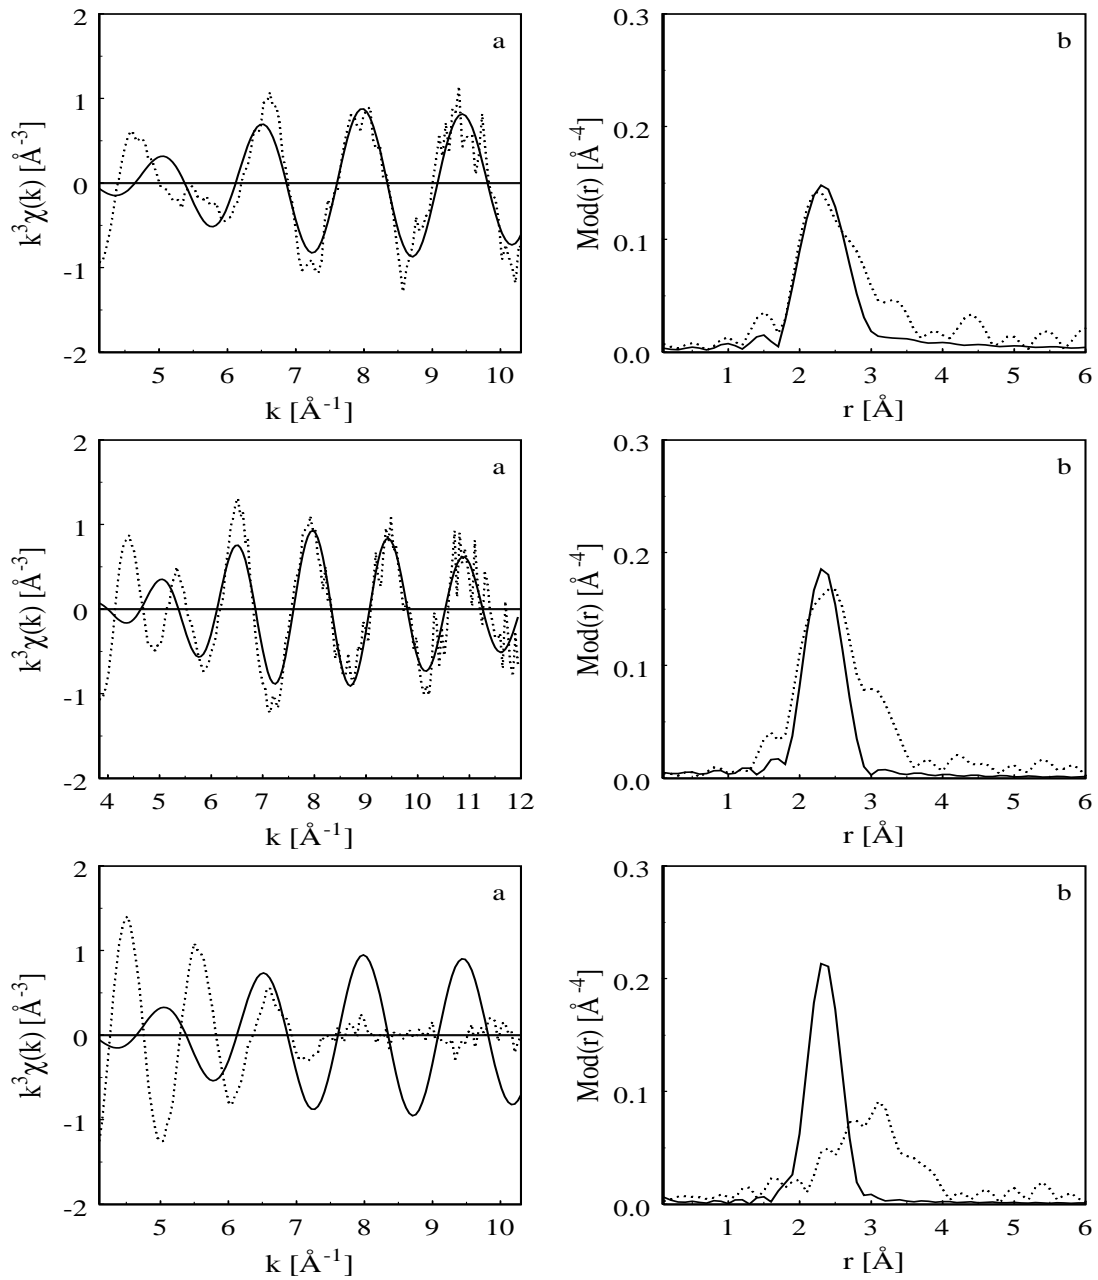 a
2
1
0
-1
-2
k³χ(k) [Å⁻³]
5 6 7 8 9 10
k [Å⁻¹]
b
0.3
0.2
0.1
0.0
Mod(r) [Å⁻⁴]
1 2 3 4 5 6
r [Å]
a
2
1
0
-1
-2
k³χ(k) [Å⁻³]
4 5 6 7 8 9 10 11 12
k [Å⁻¹]
b
0.3
0.2
0.1
0.0
Mod(r) [Å⁻⁴]
1 2 3 4 5 6
r [Å]
a
2
1
0
-1
-2
k³χ(k) [Å⁻³]
5 6 7 8 9 10
k [Å⁻¹]
b
0.3
0.2
0.1
0.0
Mod(r) [Å⁻⁴]
1 2 3 4 5 6
r [Å]